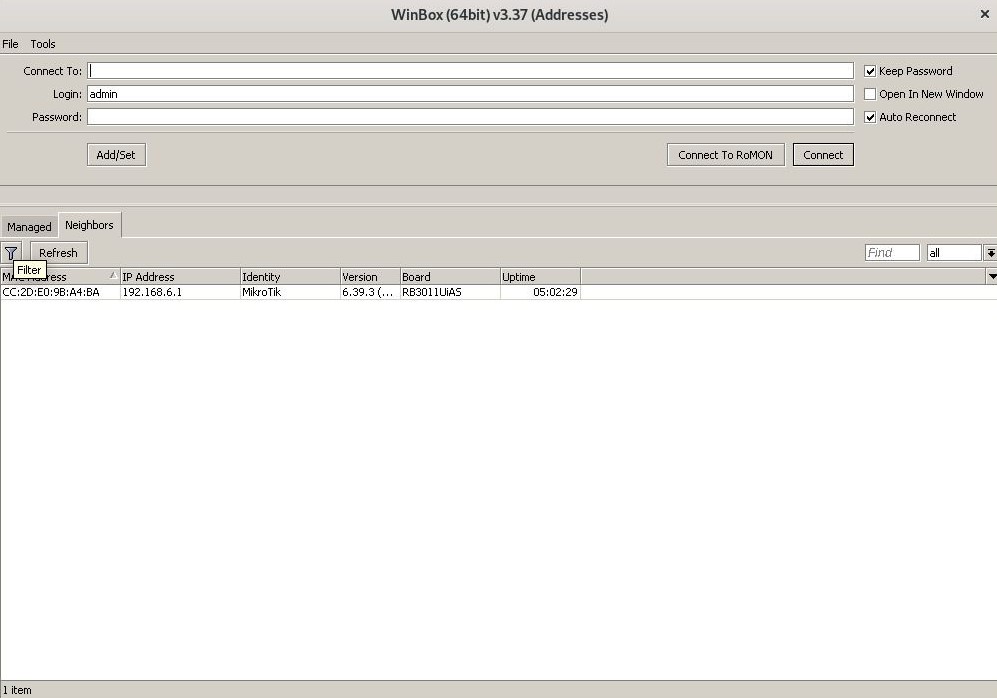 WinBox (64bit) v3.37 (Addresses)
File Tools
Connect To:
Keep Password
Login: admin
Open In New Window
Password:
Auto Reconnect
Add/Set Connect To RoMON Connect
Managed Neighbors
Refresh Find all
Filter
Address IP Address Identity Version Board Uptime
CC:2D:E0:9B:A4:BA 192.168.6.1 MikroTik 6.39.3 (... RB3011UiAS 05:02:29
1 item